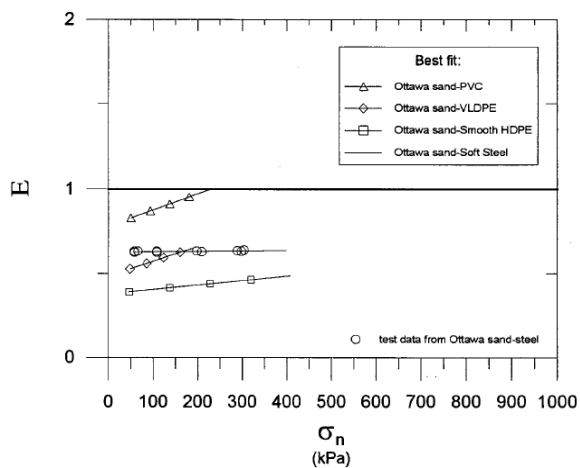 2
Best fit:
Ottawa sand-PVC
Ottawa sand-VLDPE
Ottawa sand-Smooth HDPE
Ottawa sand-Soft Steel
E
1
test data from Ottawa sand-steel
0
0 100 200 300 400 500 600 700 800 900 1000
σn
(kPa)